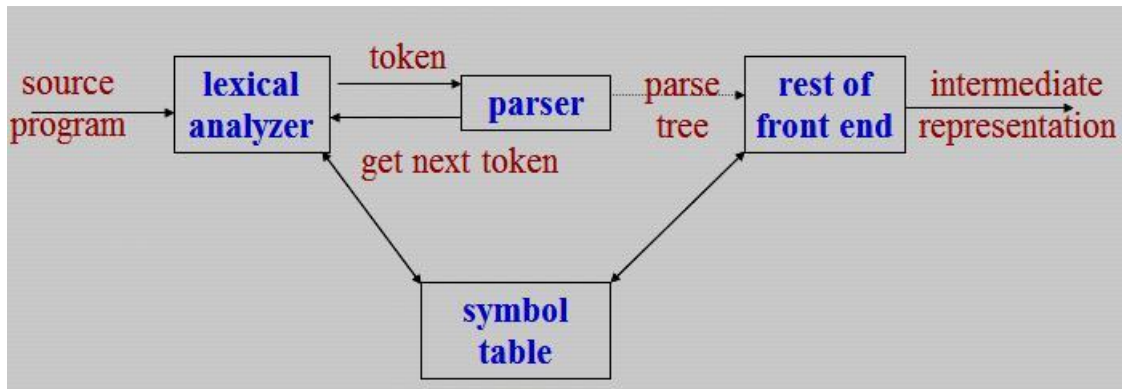 source
program
lexical
analyzer
token
get next token
parser
parse
tree
rest of
front end
intermediate
representation
symbol
table